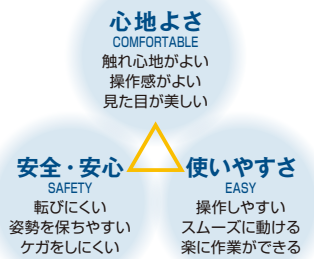 心地よさ
COMFORTABLE
触れ心地がよい
操作感がよい
見た目が美しい
安全・安心
SAFETY
転びにくい
姿勢を保ちやすい
ケガをしにくい
使いやすさ
EASY
操作しやすい
スムーズに動ける
楽に作業ができる